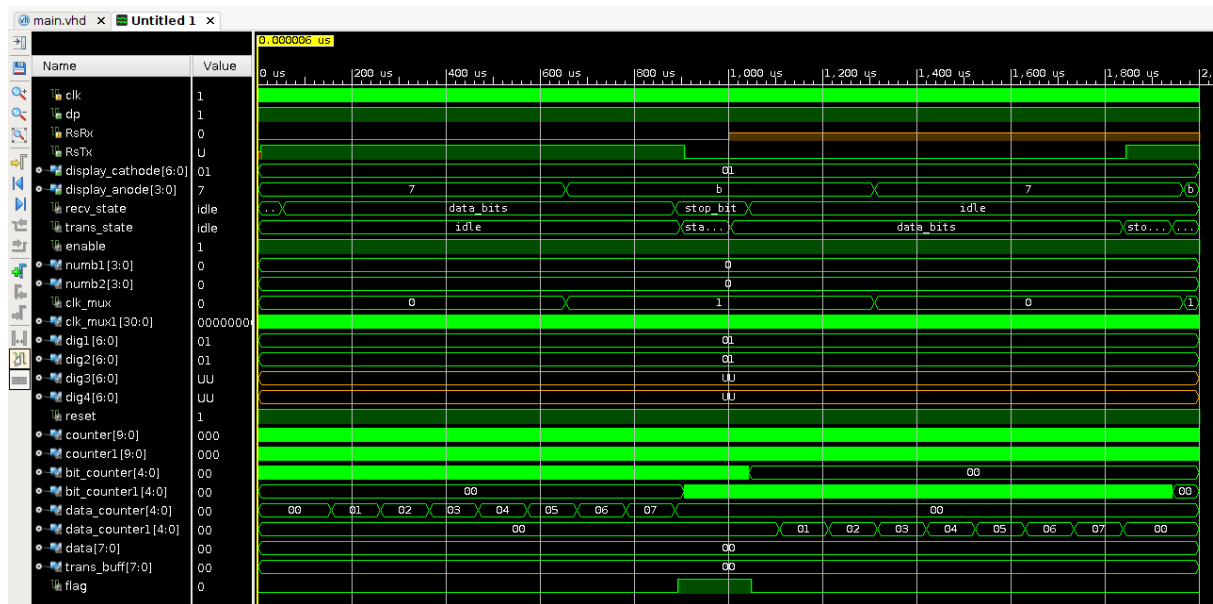 main.vhd × Untitled 1 ×
0.000006 us
Name Value
0 us 200 us 400 us 600 us 800 us 1,000 us 1,200 us 1,400 us 1,600 us 1,800 us 2,
clk 1
dp 1
RsRx 0
RsTx U
display_cathode[6:0] 01 01
display_anode[3:0] 7 7 b 7 b
recv_state idle ... data_bits stop_bit idle
trans_state idle idle sta... data_bits sto... ...
enable 1
numb1[3:0] 0 0
numb2[3:0] 0 0
clk_mux 0 0 1 0 1
clk_mux1[30:0] 00000000
dig1[6:0] 01 01
dig2[6:0] 01 01
dig3[6:0] UU UU
dig4[6:0] UU UU
reset 1
counter[9:0] 000
counter1[9:0] 000
bit_counter[4:0] 00 00
bit_counter1[4:0] 00 00 00
data_counter[4:0] 00 00 01 02 03 04 05 06 07 00
data_counter1[4:0] 00 00 01 02 03 04 05 06 07 00
data[7:0] 00 00
trans_buff[7:0] 00 00
flag 0